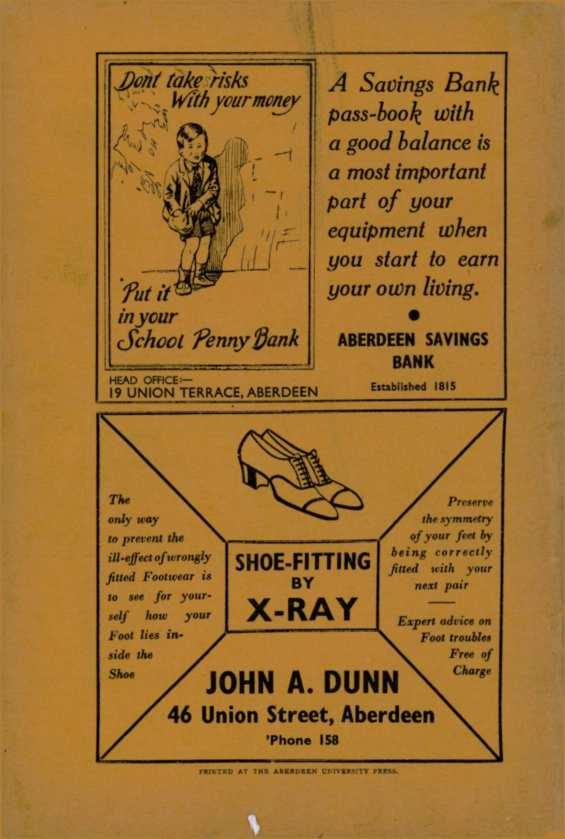 Dont take risks
With your money
'Put it
in your
School Penny Bank
HEAD OFFICE:—
19 UNION TERRACE, ABERDEEN
A Savings Bank
pass-book with
a good balance is
a most important
part of your
equipment when
you start to earn
your own living.
ABERDEEN SAVINGS
BANK
Established 1815
The
only way
to prevent the
ill-effect of wrongly
fitted Footwear is
to see for your-
self how your
Foot lies in-
side the
Shoe
SHOE-FITTING
BY
X-RAY
Preserve
the symmetry
of your feet by
being correctly
fitted with your
next pair
Expert advice on
Foot troubles
Free of
Charge
JOHN A. DUNN
46 Union Street, Aberdeen
'Phone 158
PRINTED AT THE ABERDEEN UNIVERSITY PRESS.